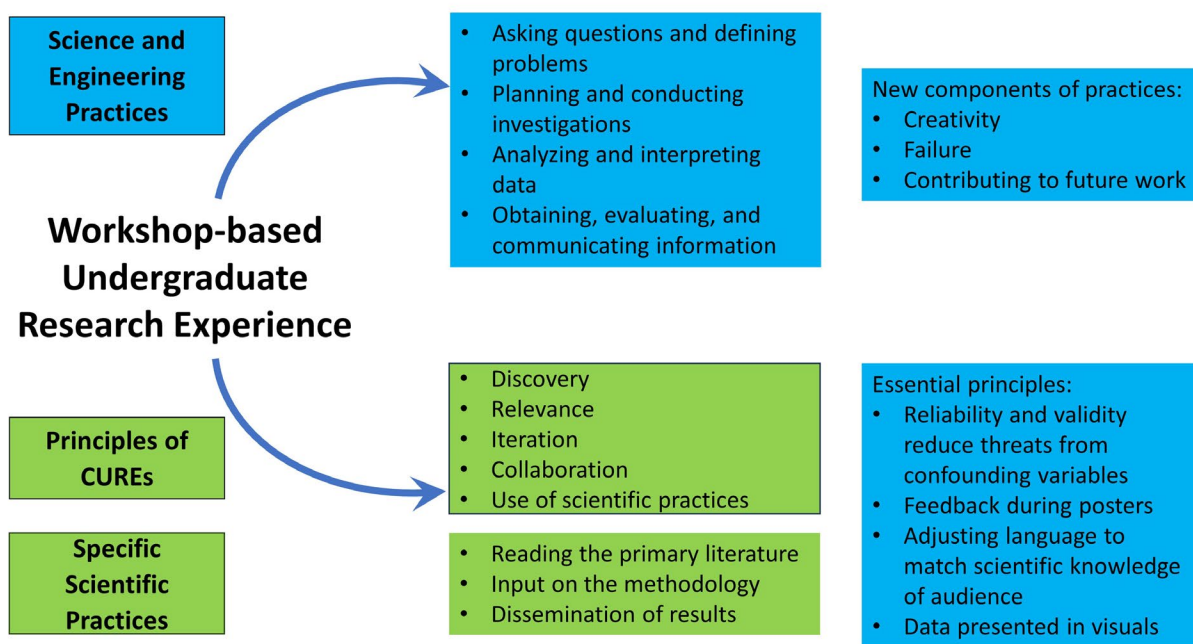 Science and
Engineering
Practices
• Asking questions and defining
problems
• Planning and conducting
investigations
• Analyzing and interpreting
data
• Obtaining, evaluating, and
communicating information
New components of practices:
• Creativity
• Failure
• Contributing to future work
Workshop-based
Undergraduate
Research Experience
Principles of
CUREs
• Discovery
• Relevance
• Iteration
• Collaboration
• Use of scientific practices
Specific
Scientific
Practices
• Reading the primary literature
• Input on the methodology
• Dissemination of results
Essential principles:
• Reliability and validity
reduce threats from
confounding variables
• Feedback during posters
• Adjusting language to
match scientific knowledge
of audience
• Data presented in visuals